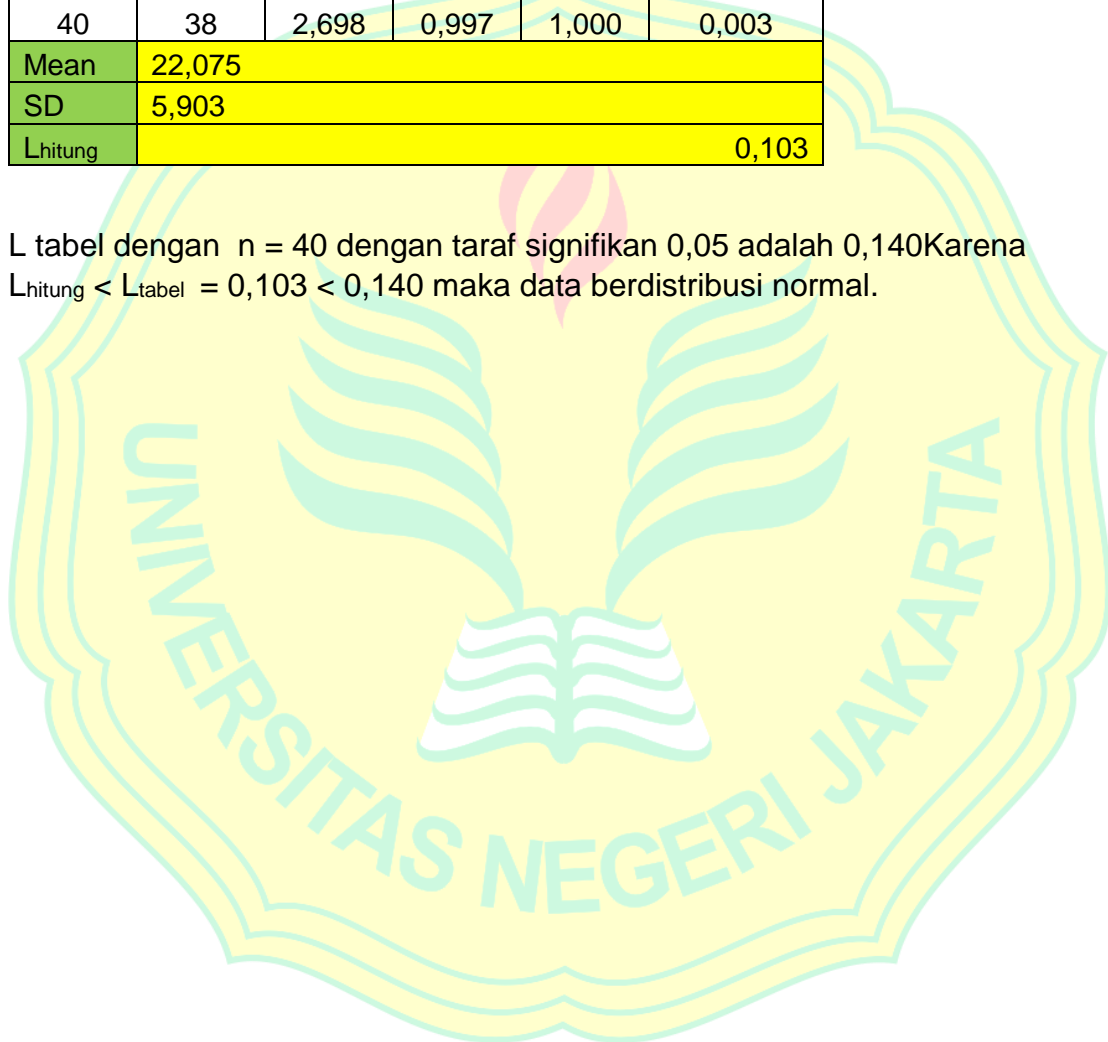 40 38 2,698 0,997 1,000 0,003
Mean 22,075
SD 5,903
Lhitung 0,103
L tabel dengan n = 40 dengan taraf signifikan 0,05 adalah 0,140Karena
Lhitung < Ltabel = 0,103 < 0,140 maka data berdistribusi normal.
UNIVERSITAS NEGERI JAKARTA